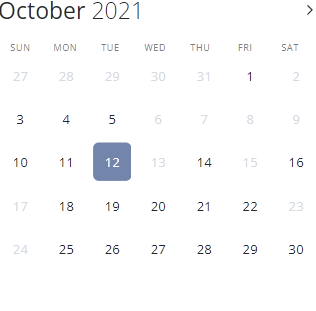 October 2021
SUN MON TUE WED THU FRI SAT
27 28 29 30 31 1 2
3 4 5 6 7 8 9
10 11 12 13 14 15 16
17 18 19 20 21 22 23
24 25 26 27 28 29 30